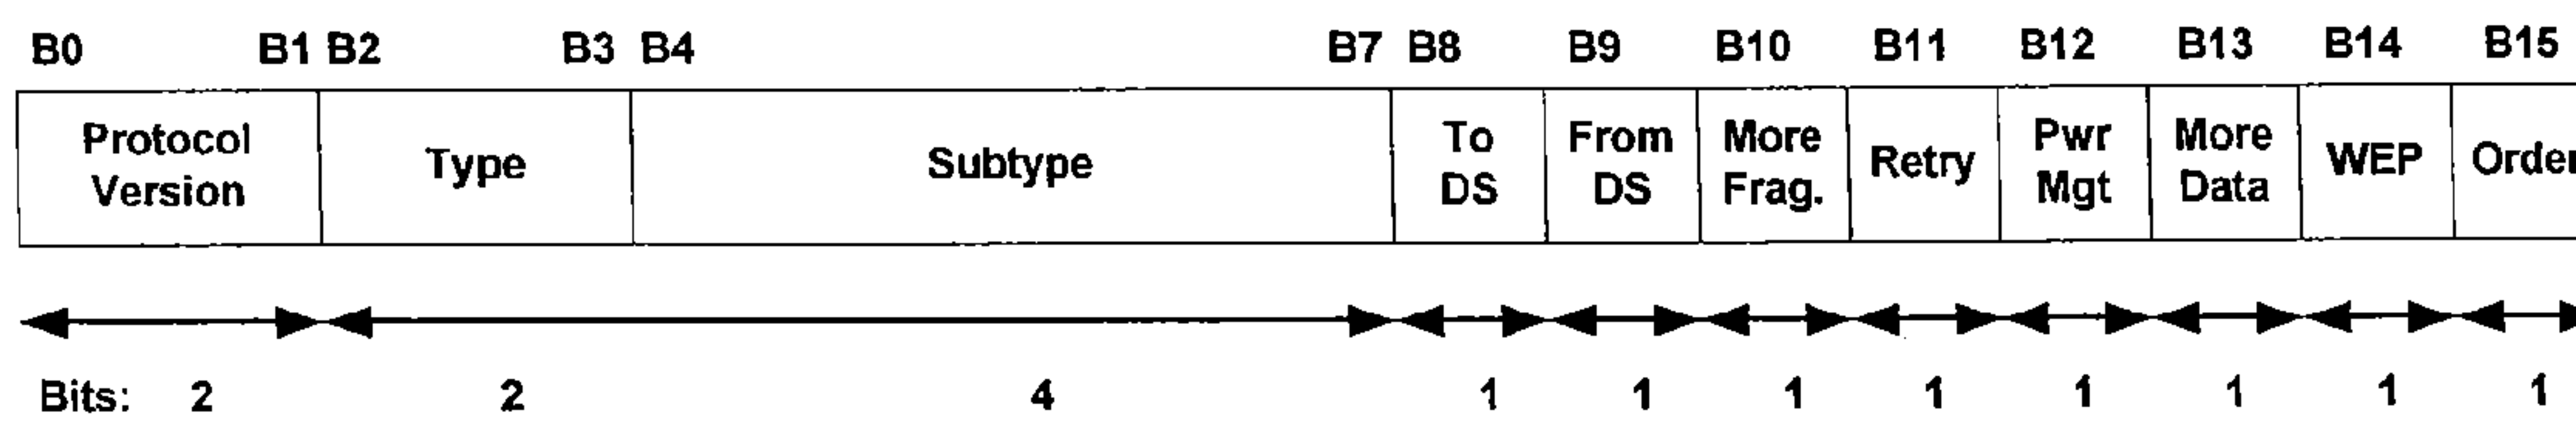 B0 B1 B2 B3 B4 B7 B8 B9 B10 B11 B12 B13 B14 B15
Protocol Version
Type
Subtype
To DS
From DS
More Frag.
Retry
Pwr Mgt
More Data
WEP
Order
Bits: 2 2 4 1 1 1 1 1 1 1 1